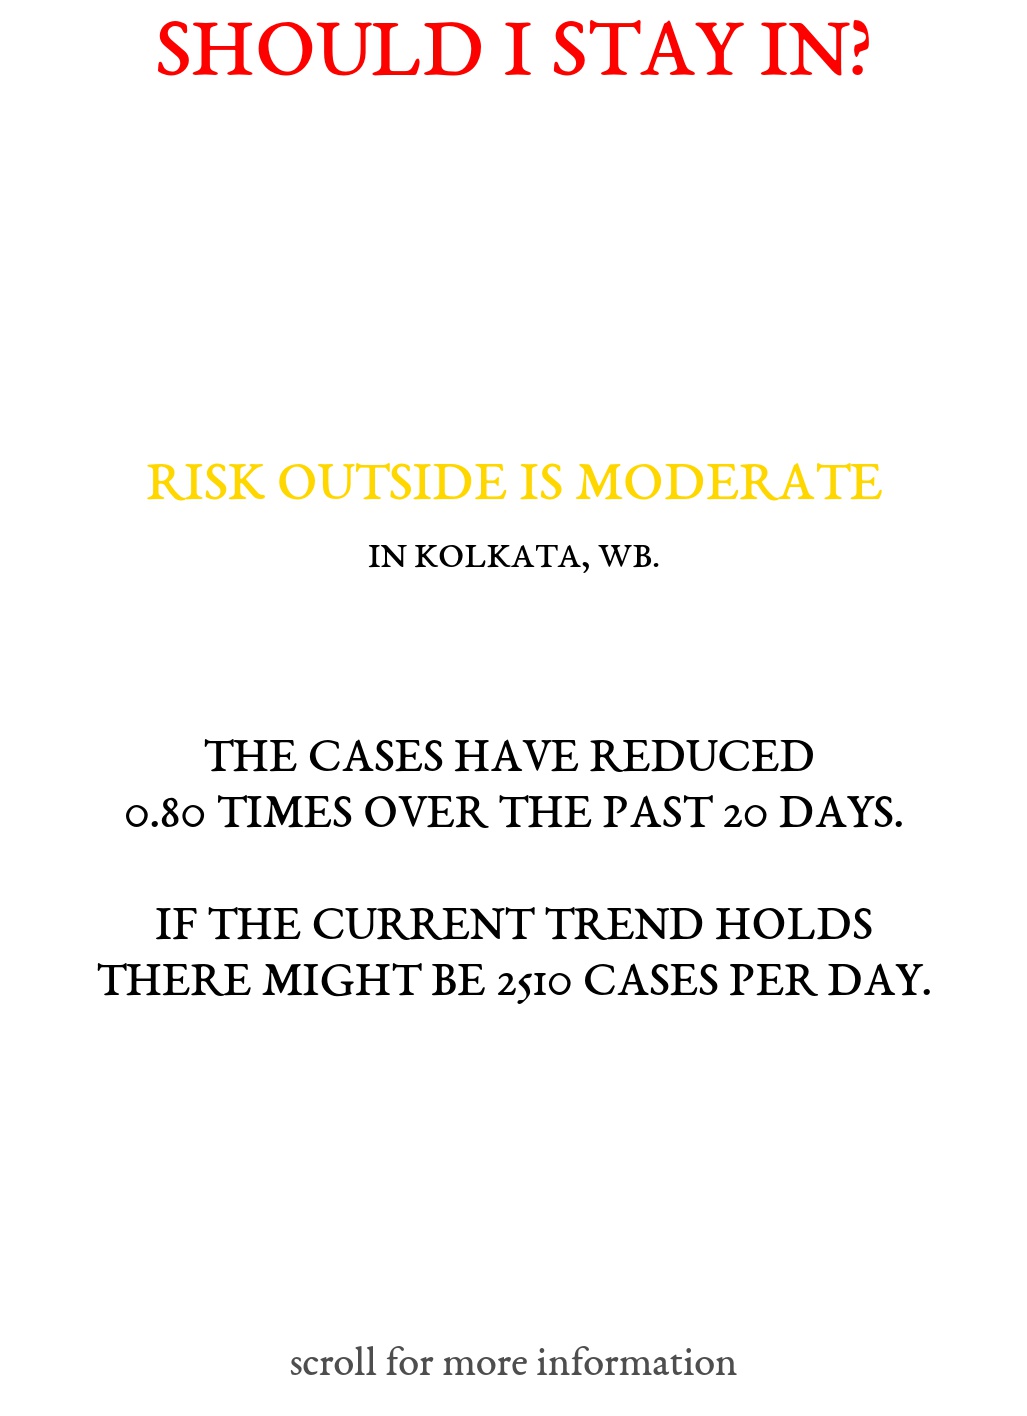 SHOULD I STAY IN?
RISK OUTSIDE IS MODERATE
IN KOLKATA, WB.
THE CASES HAVE REDUCED
0.80 TIMES OVER THE PAST 20 DAYS.
IF THE CURRENT TREND HOLDS
THERE MIGHT BE 2510 CASES PER DAY.
scroll for more information